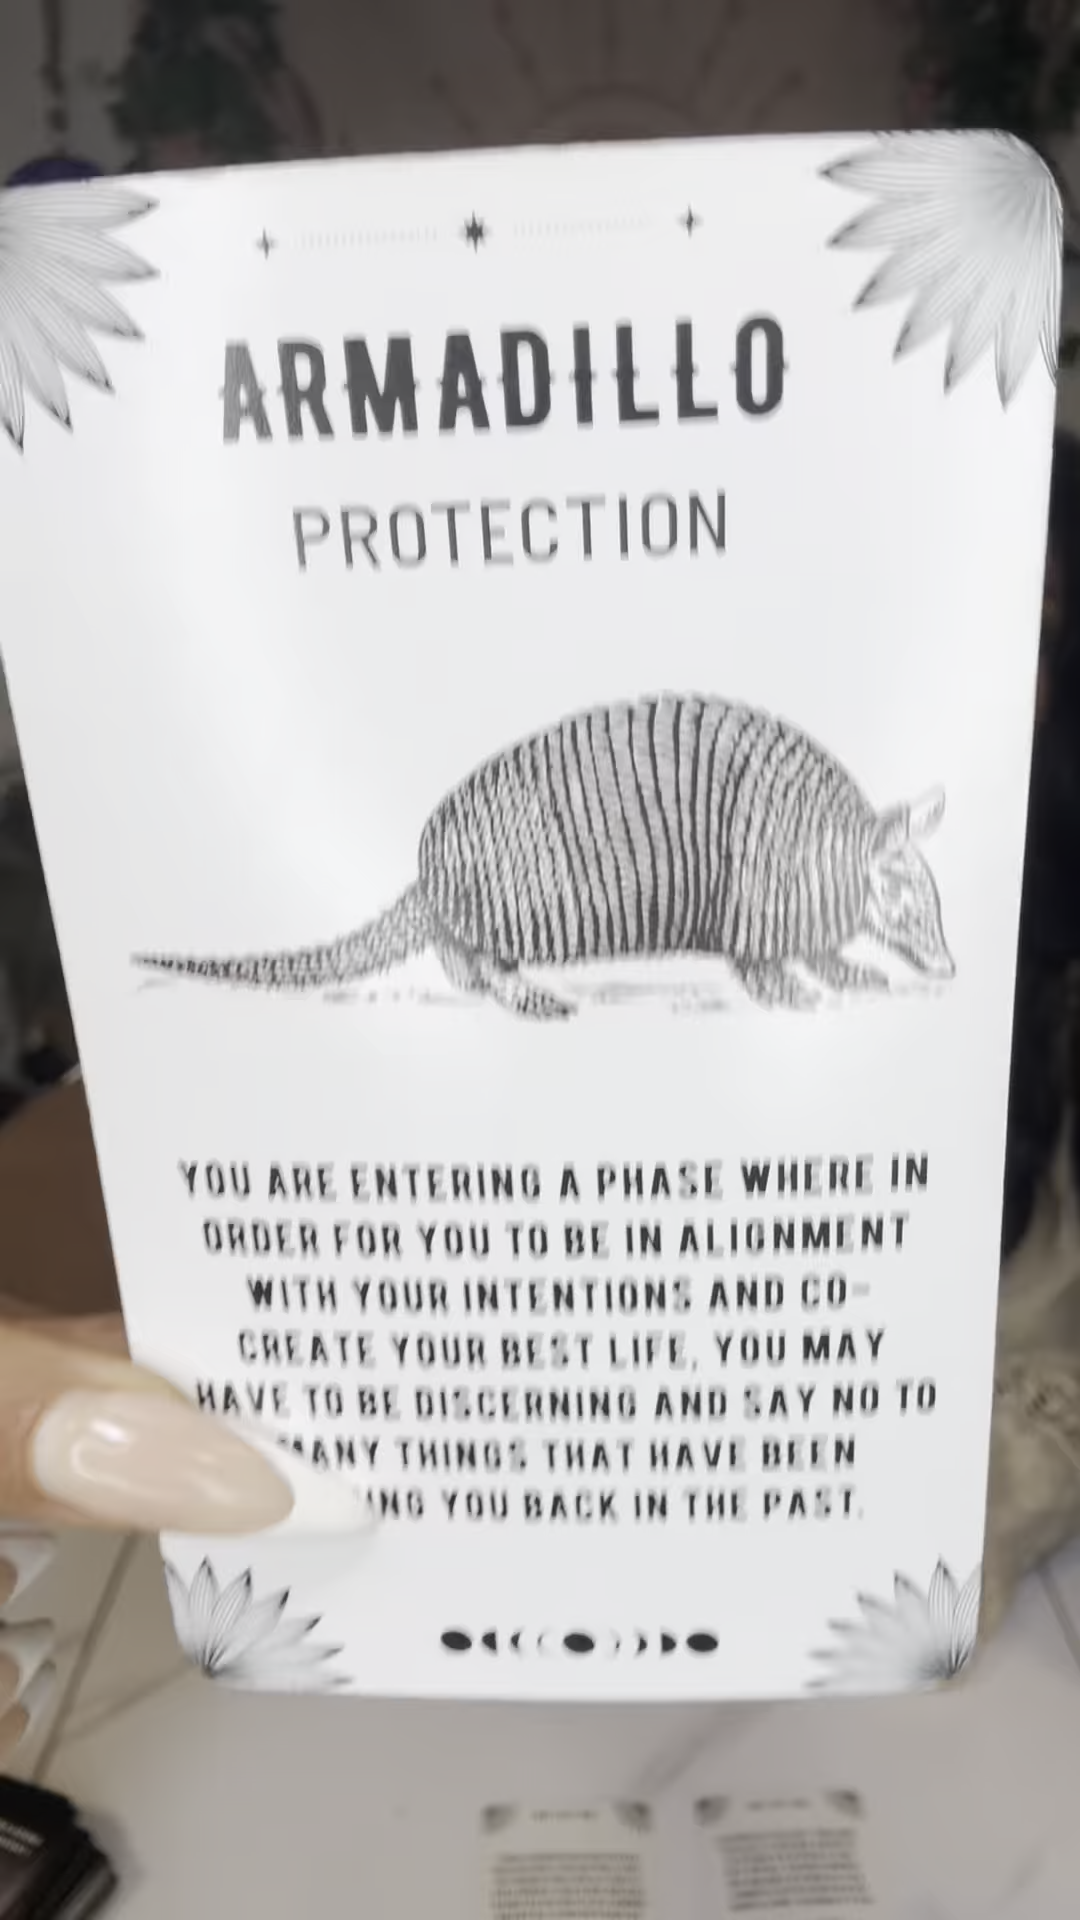 ARMADILLO
PROTECTION
YOU ARE ENTERING A PHASE WHERE IN
ORDER FOR YOU TO BE IN ALIGNMENT
WITH YOUR INTENTIONS AND CO-
CREATE YOUR BEST LIFE, YOU MAY
HAVE TO BE DISCERNING AND SAY NO TO
MANY THINGS THAT HAVE BEEN
YOU BACK IN THE PAST.